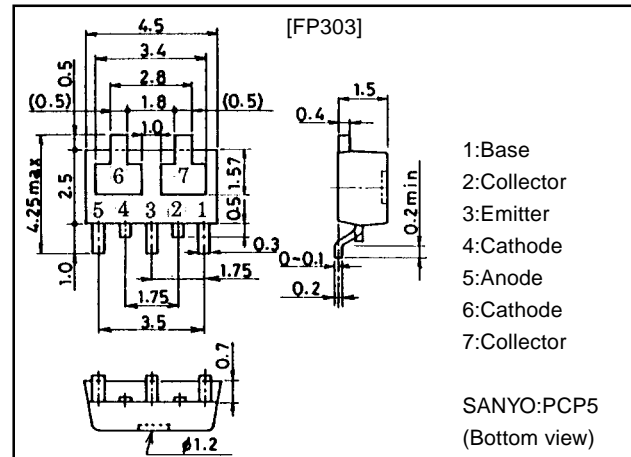 [FP303]
4.5
3.4
2.8
0.5
(0.5) 1.8 (0.5)
1.0
6 7
5 4 3 2 1
4.25max
2.5
1.57
0.5
1.0
0.3
1.75
1.75
3.5
0.7
ø1.2
1.5
0.4
0.2min
0~0.1
0.2
1:Base
2:Collector
3:Emitter
4:Cathode
5:Anode
6:Cathode
7:Collector
SANYO:PCP5
(Bottom view)